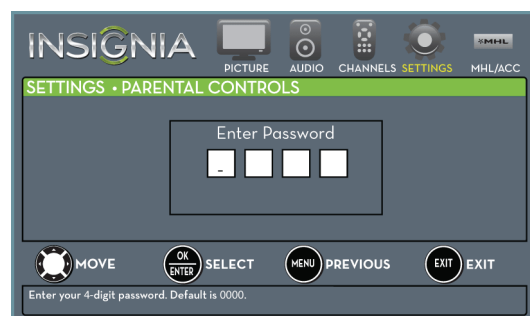 INSIGNIA
PICTURE AUDIO CHANNELS SETTINGS MHL/ACC
MHL
SETTINGS • PARENTAL CONTROLS
Enter Password
_
MOVE OK ENTER SELECT MENU PREVIOUS EXIT EXIT
Enter your 4-digit password. Default is 0000.